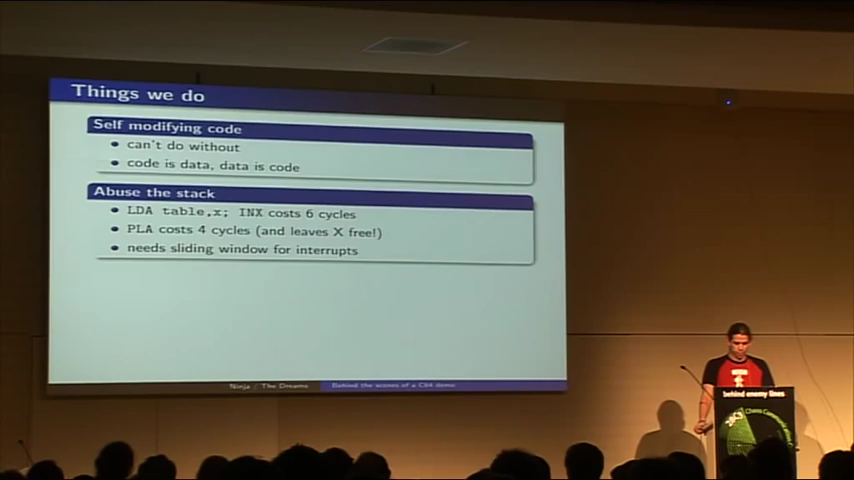 Things we do
Self modifying code
can't do without
code is data, data is code
Abuse the stack
LDA table,x; INX costs 6 cycles
PLA costs 4 cycles (and leaves X free!)
needs sliding window for interrupts
Ninja / The Dreams
Behind the scenes of a C64 demo
behind enemy lines